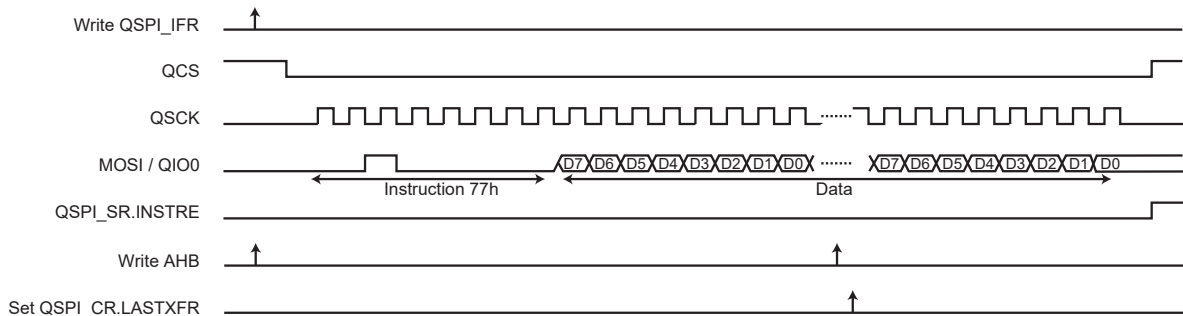 Write QSPI_IFR
QCS
QSCK
MOSI / QIO0
D7 D6 D5 D4 D3 D2 D1 D0 D7 D6 D5 D4 D3 D2 D1 D0
Instruction 77h Data
QSPI_SR.INSTRE
Write AHB
Set QSPI_CR.LASTXFR